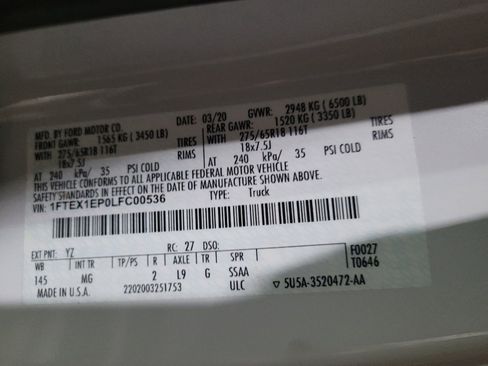 MFD. BY FORD MOTOR CO.
DATE: 03/20 GVWR: 2948 KG ( 6500 LB)
FRONT GAWR: 1565 KG ( 3450 LB) REAR GAWR: 1520 KG ( 3350 LB)
WITH 275/65R18 116T TIRES WITH 275/65R18 116T TIRES
18x7.5J RIMS 18x7.5J RIMS
AT 240 kPa/ 35 PSI COLD AT 240 kPa/ 35 PSI COLD
THIS VEHICLE CONFORMS TO ALL APPLICABLE FEDERAL MOTOR VEHICLE
SAFETY STANDARDS IN EFFECT ON THE DATE OF MANUFACTURE SHOWN ABOVE.
VIN: 1FTEX1EP0LFC00536 TYPE: Truck
EXT PNT: YZ RC: 27 DSO: F0027
WB INT TR TP/PS R AXLE TR SPR T0646
145 MG 2 L9 G SSAA
MADE IN U.S.A. 2202003251753 ULC ▽ 5U5A-3520472-AA